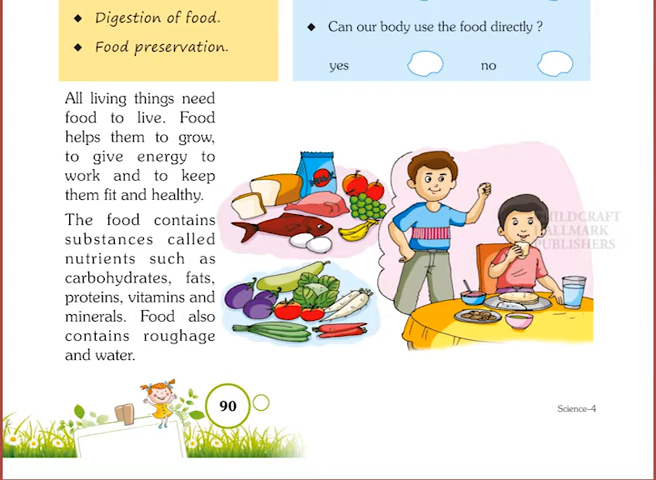 ◆ Digestion of food.
◆ Food preservation.
◆ Can our body use the food directly ?
yes no
All living things need
food to live. Food
helps them to grow,
to give energy to
work and to keep
them fit and healthy.
The food contains
substances called
nutrients such as
carbohydrates, fats,
proteins, vitamins and
minerals. Food also
contains roughage
and water.
HALLMARK
PUBLISHERS
90
Science-4